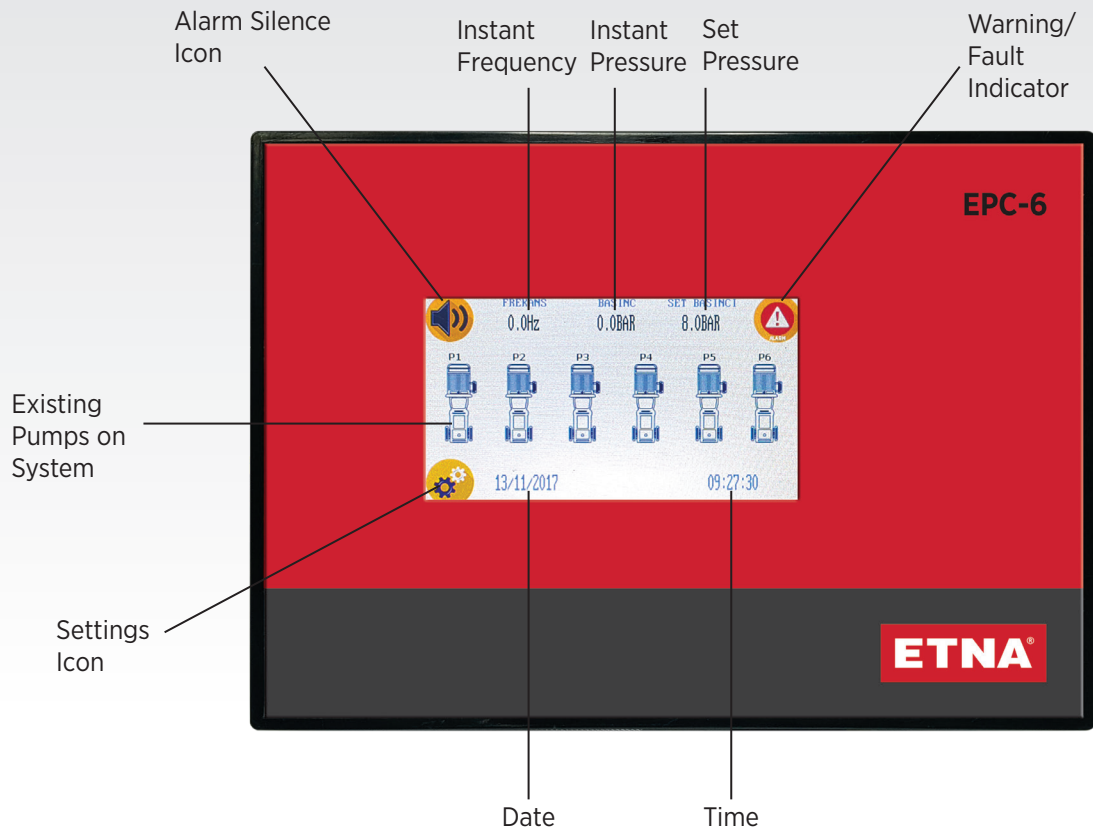 Alarm Silence
Icon
Instant
Frequency
Instant
Pressure
Set
Pressure
Warning/
Fault
Indicator
EPC-6
FREKANS
BASINC
SET BASINCI
0.0Hz
0.0BAR
8.0BAR
ALARM
P1
P2
P3
P4
P5
P6
Existing
Pumps on
System
13/11/2017
09:27:30
Settings
Icon
ETNA®
Date
Time